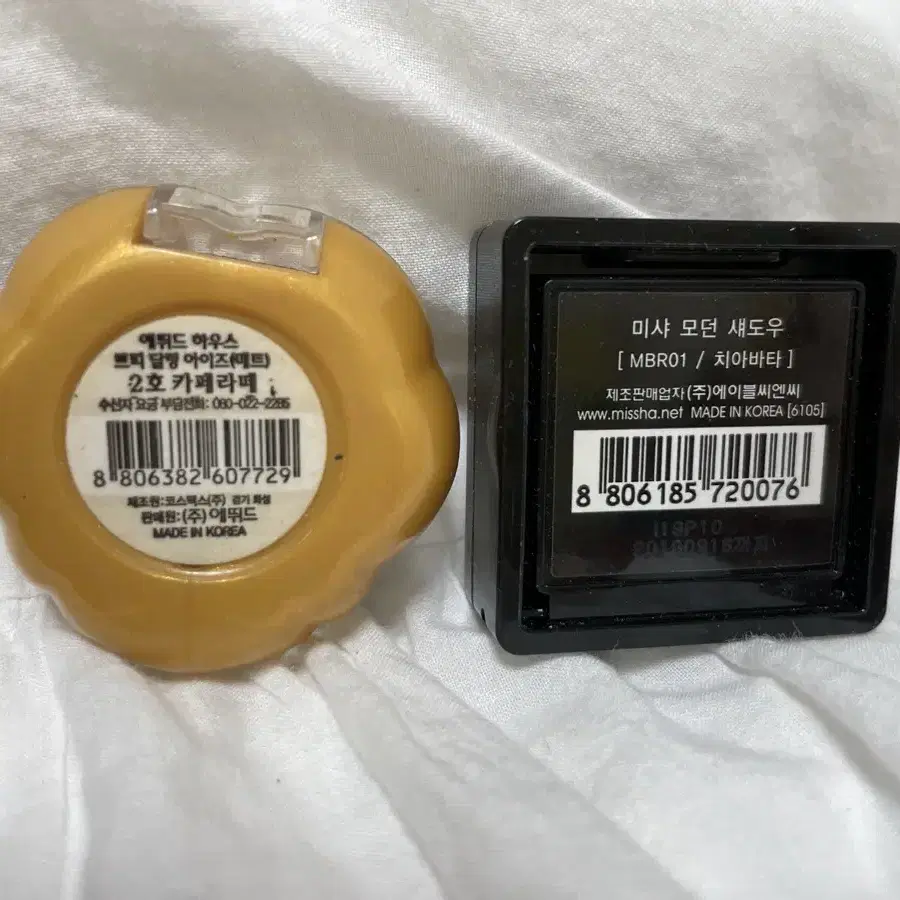 에뛰드 하우스
쁘띠 달링 아이즈(매트)
2호 카페라떼
수신자 요금 부담전화: 080-022-2285
8 806382 607729
제조원:코스맥스(주) 경기 화성
판매원: (주) 에뛰드
MADE IN KOREA
미샤 모던 섀도우
[ MBR01 / 치아바타 ]
제조판매업자 (주)에이블씨엔씨
www.missha.net MADE IN KOREA [6105]
8 806185 720076